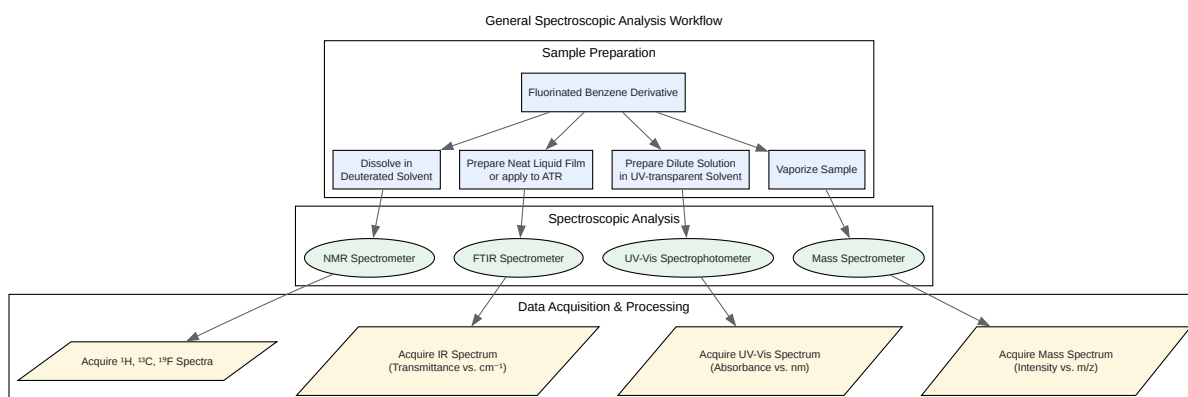 General Spectroscopic Analysis Workflow
Sample Preparation
Fluorinated Benzene Derivative
Dissolve in
Deuterated Solvent
Prepare Neat Liquid Film
or apply to ATR
Prepare Dilute Solution
in UV-transparent Solvent
Vaporize Sample
Spectroscopic Analysis
NMR Spectrometer
FTIR Spectrometer
UV-Vis Spectrophotometer
Mass Spectrometer
Data Acquisition & Processing
Acquire ¹H, ¹³C, ¹⁹F Spectra
Acquire IR Spectrum
(Transmittance vs. cm⁻¹)
Acquire UV-Vis Spectrum
(Absorbance vs. nm)
Acquire Mass Spectrum
(Intensity vs. m/z)